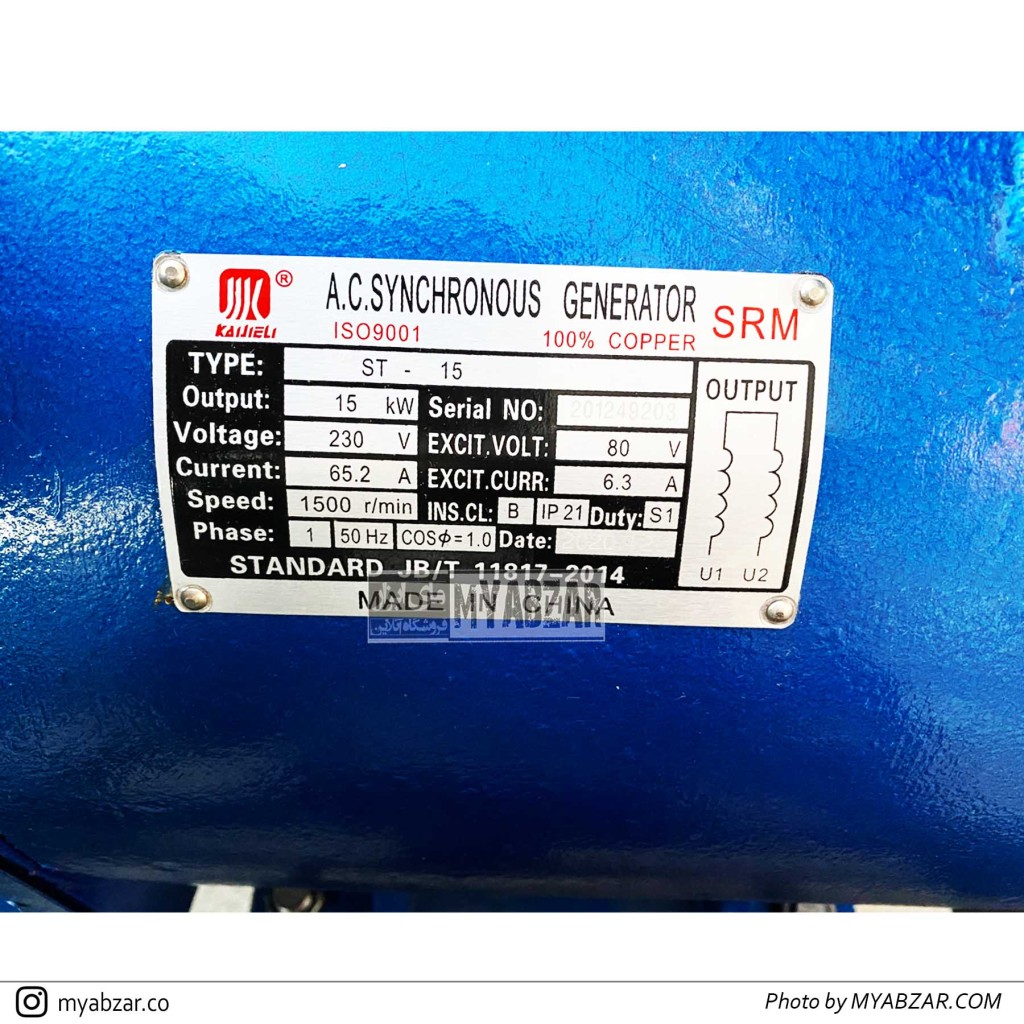 KAIJIELI ®
A.C.SYNCHRONOUS GENERATOR
SRM
ISO9001 100% COPPER
TYPE: ST - 15
Output: 15 kW Serial NO: 201249203
Voltage: 230 V EXCIT.VOLT: 80 V
Current: 65.2 A EXCIT.CURR: 6.3 A
Speed: 1500 r/min INS.CL: B IP 21 Duty: S1
Phase: 1 50 Hz COSΦ=1.0 Date:
STANDARD JB/T 11817-2014
MADE IN CHINA
OUTPUT
U1 U2
MYABZAR
فروشگاه آنلاین
myabzar.co
Photo by MYABZAR.COM